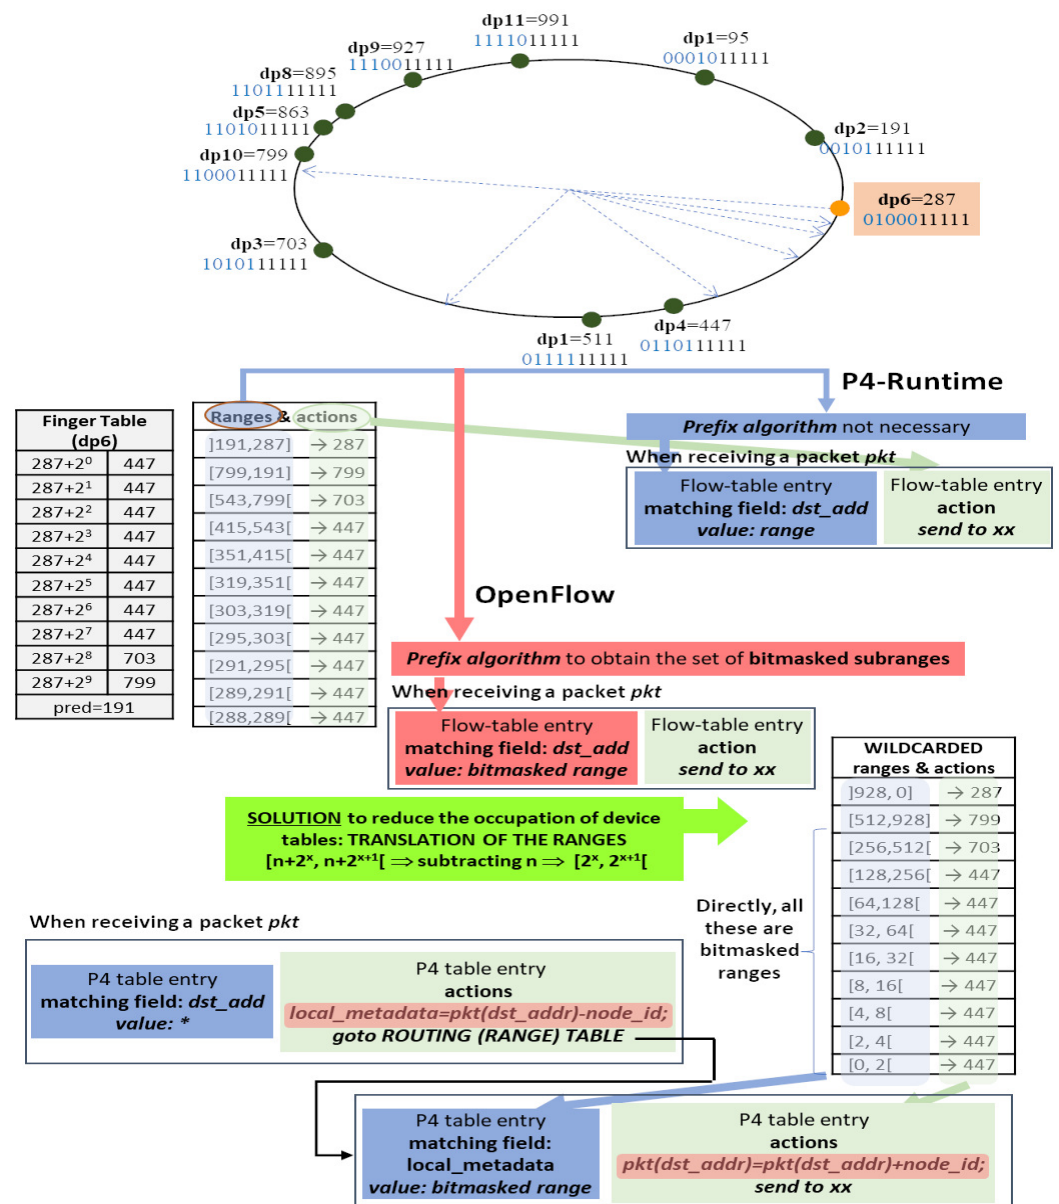 dp11=991
1111011111
dp9=927
1110011111
dp1=95
0001011111
dp8=895
1101111111
dp5=863
1101011111
dp2=191
0010111111
dp10=799
1100011111
dp6=287
0100011111
dp3=703
1010111111
dp4=447
0110111111
dp1=511
0111111111
P4-Runtime
Finger Table
(dp6)
287+2⁰ 447
287+2¹ 447
287+2² 447
287+2³ 447
287+2⁴ 447
287+2⁵ 447
287+2⁶ 447
287+2⁷ 447
287+2⁸ 703
287+2⁹ 799
pred=191
Ranges & actions
]191,287] → 287
[799,191] → 799
[543,799[ → 703
[415,543[ → 447
[351,415[ → 447
[319,351[ → 447
[303,319[ → 447
[295,303[ → 447
[291,295[ → 447
[289,291[ → 447
[288,289[ → 447
Prefix algorithm not necessary
When receiving a packet pkt
Flow-table entry
matching field: dst_add
value: range
Flow-table entry
action
send to xx
OpenFlow
Prefix algorithm to obtain the set of bitmasked subranges
When receiving a packet pkt
Flow-table entry
matching field: dst_add
value: bitmasked range
Flow-table entry
action
send to xx
SOLUTION to reduce the occupation of device
tables: TRANSLATION OF THE RANGES
[n+2ˣ, n+2ˣ⁺¹[ ⟹ subtracting n ⟹ [2ˣ, 2ˣ⁺¹[
WILDCARDED
ranges & actions
]928, 0] → 287
[512,928] → 799
[256,512[ → 703
[128,256[ → 447
[64,128[ → 447
[32, 64[ → 447
[16, 32[ → 447
[8, 16[ → 447
[4, 8[ → 447
[2, 4[ → 447
[0, 2[ → 447
Directly, all
these are
bitmasked
ranges
When receiving a packet pkt
P4 table entry
matching field: dst_add
value: *
P4 table entry
actions
local_metadata=pkt(dst_addr)-node_id;
goto ROUTING (RANGE) TABLE
P4 table entry
matching field:
local_metadata
value: bitmasked range
P4 table entry
actions
pkt(dst_addr)=pkt(dst_addr)+node_id;
send to xx